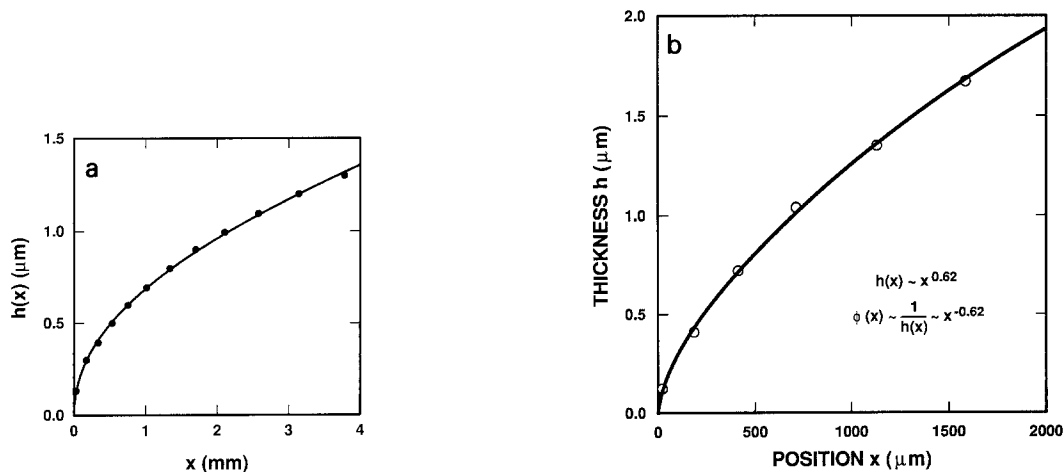 a
h(x) (μm)
1.5
1.0
0.5
0.0
0 1 2 3 4
x (mm)
b
THICKNESS h (μm)
2.0
1.5
1.0
0.5
0.0
h(x) ~ x^0.62
ϕ (x) ~ 1/h(x) ~ x^-0.62
0 500 1000 1500 2000
POSITION x (μm)